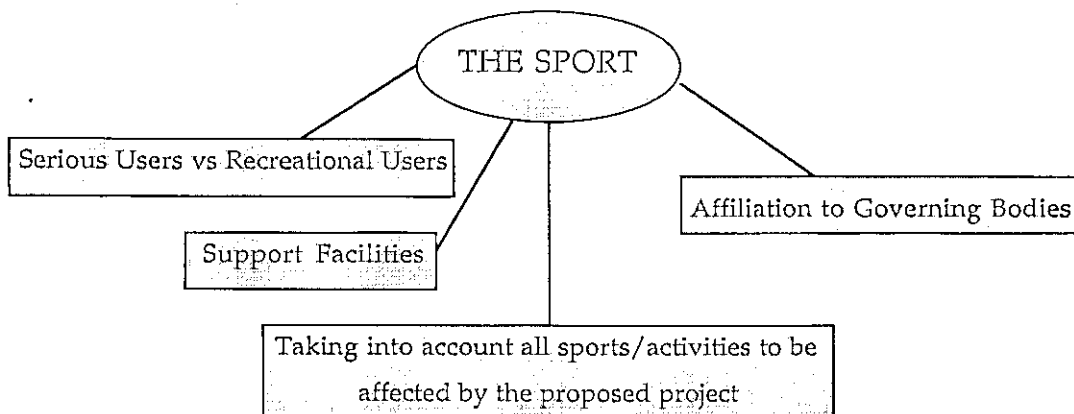 THE SPORT
Serious Users vs Recreational Users
Affiliation to Governing Bodies
Support Facilities
Taking into account all sports/activities to be
affected by the proposed project